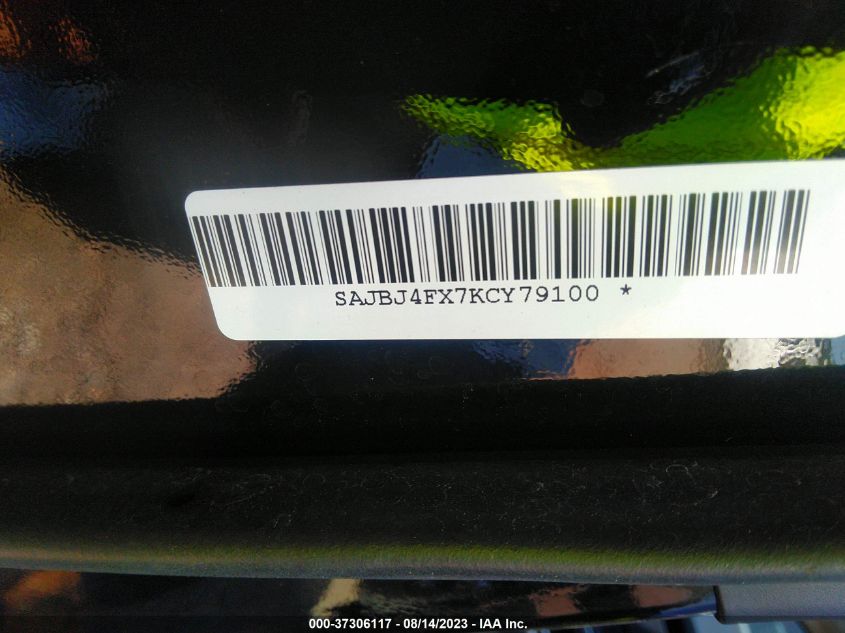 SAJBJ4FX7KCY79100 *
000-37306117 - 08/14/2023 - IAA Inc.